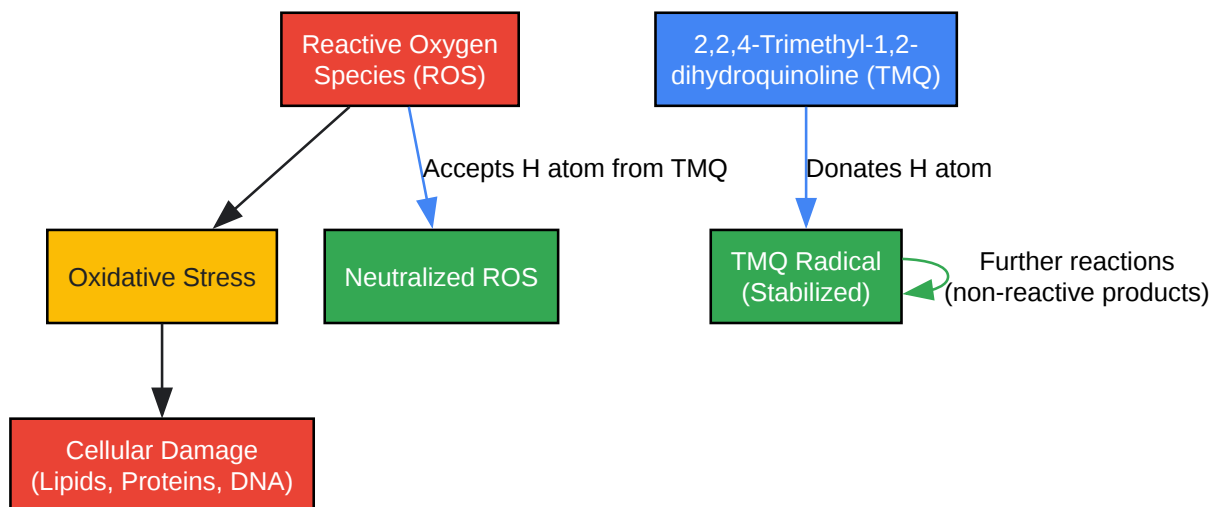 Reactive Oxygen
Species (ROS)
2,2,4-Trimethyl-1,2-
dihydroquinoline (TMQ)
Accepts H atom from TMQ
Donates H atom
Oxidative Stress
Neutralized ROS
TMQ Radical
(Stabilized)
Further reactions
(non-reactive products)
Cellular Damage
(Lipids, Proteins, DNA)